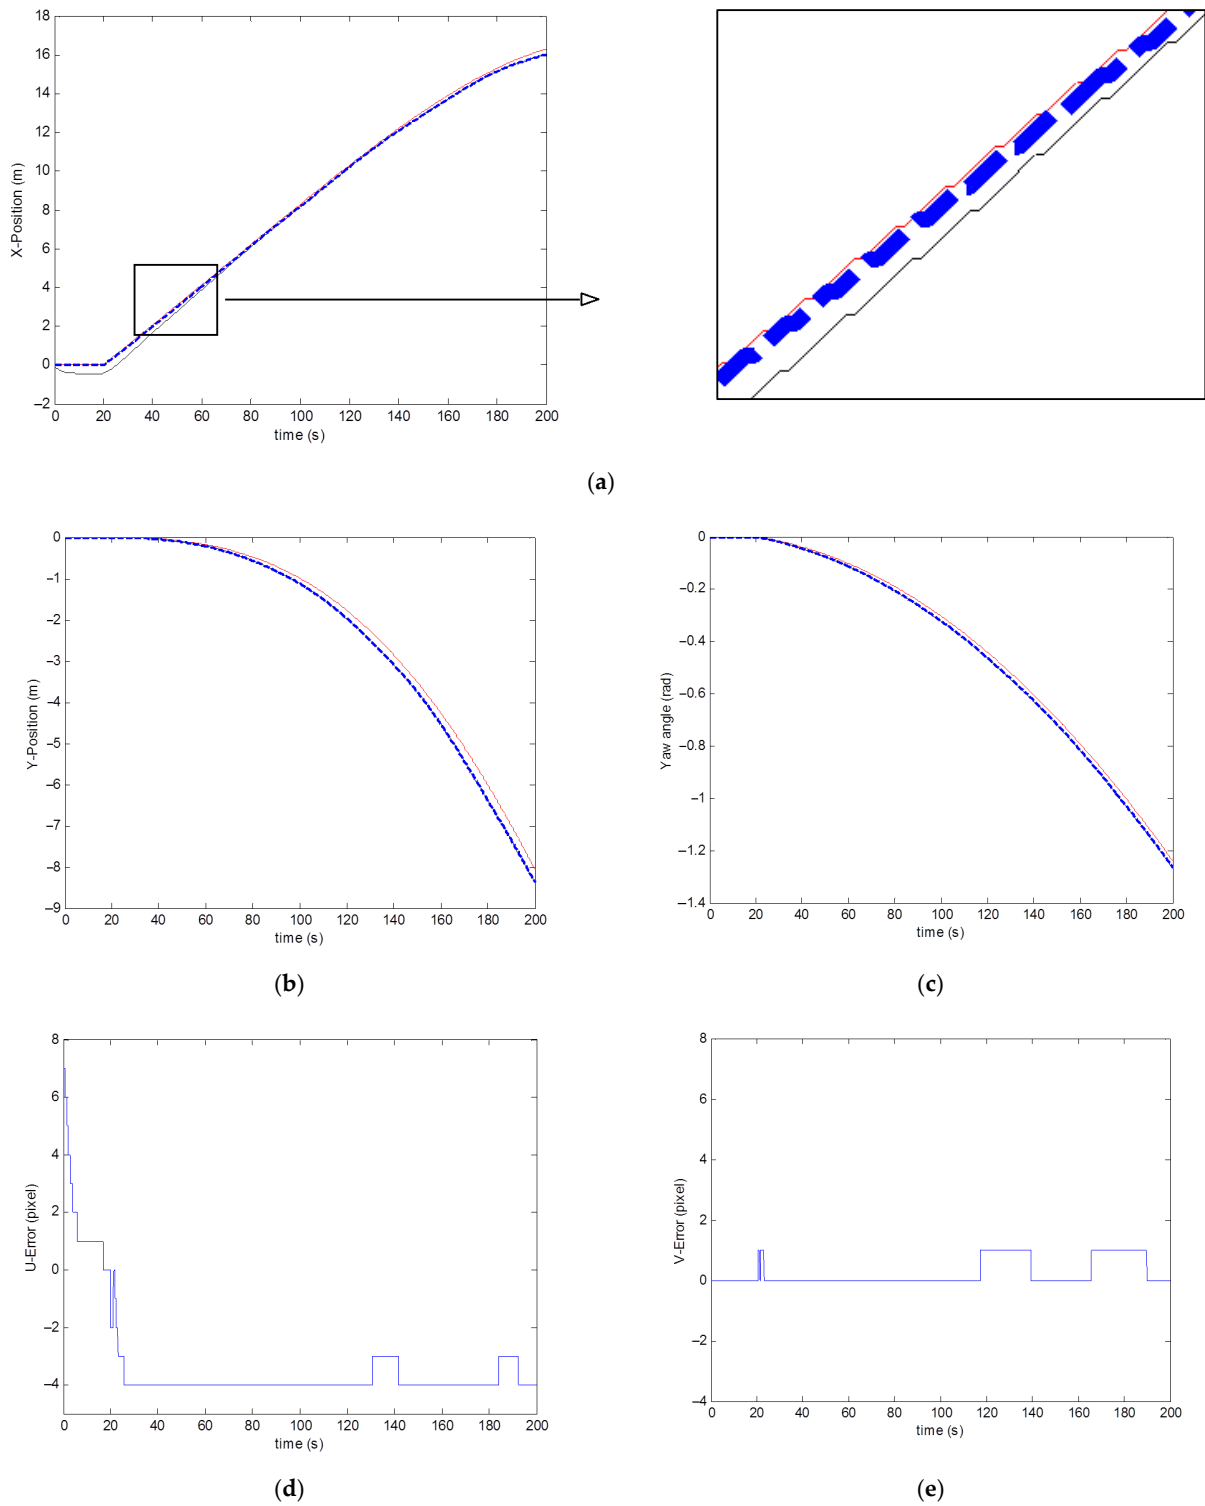 18
16
14
12
10
8
6
4
2
0
−2
X-Position (m)
0 20 40 60 80 100 120 140 160 180 200
time (s)
(a)
0
−1
−2
−3
−4
−5
−6
−7
−8
−9
Y-Position (m)
0 20 40 60 80 100 120 140 160 180 200
time (s)
(b)
0
−0.2
−0.4
−0.6
−0.8
−1
−1.2
−1.4
Yaw angle (rad)
0 20 40 60 80 100 120 140 160 180 200
time (s)
(c)
8
6
4
2
0
−2
−4
U-Error (pixel)
0 20 40 60 80 100 120 140 160 180 200
time (s)
(d)
8
6
4
2
0
−2
−4
V-Error (pixel)
0 20 40 60 80 100 120 140 160 180 200
time (s)
(e)